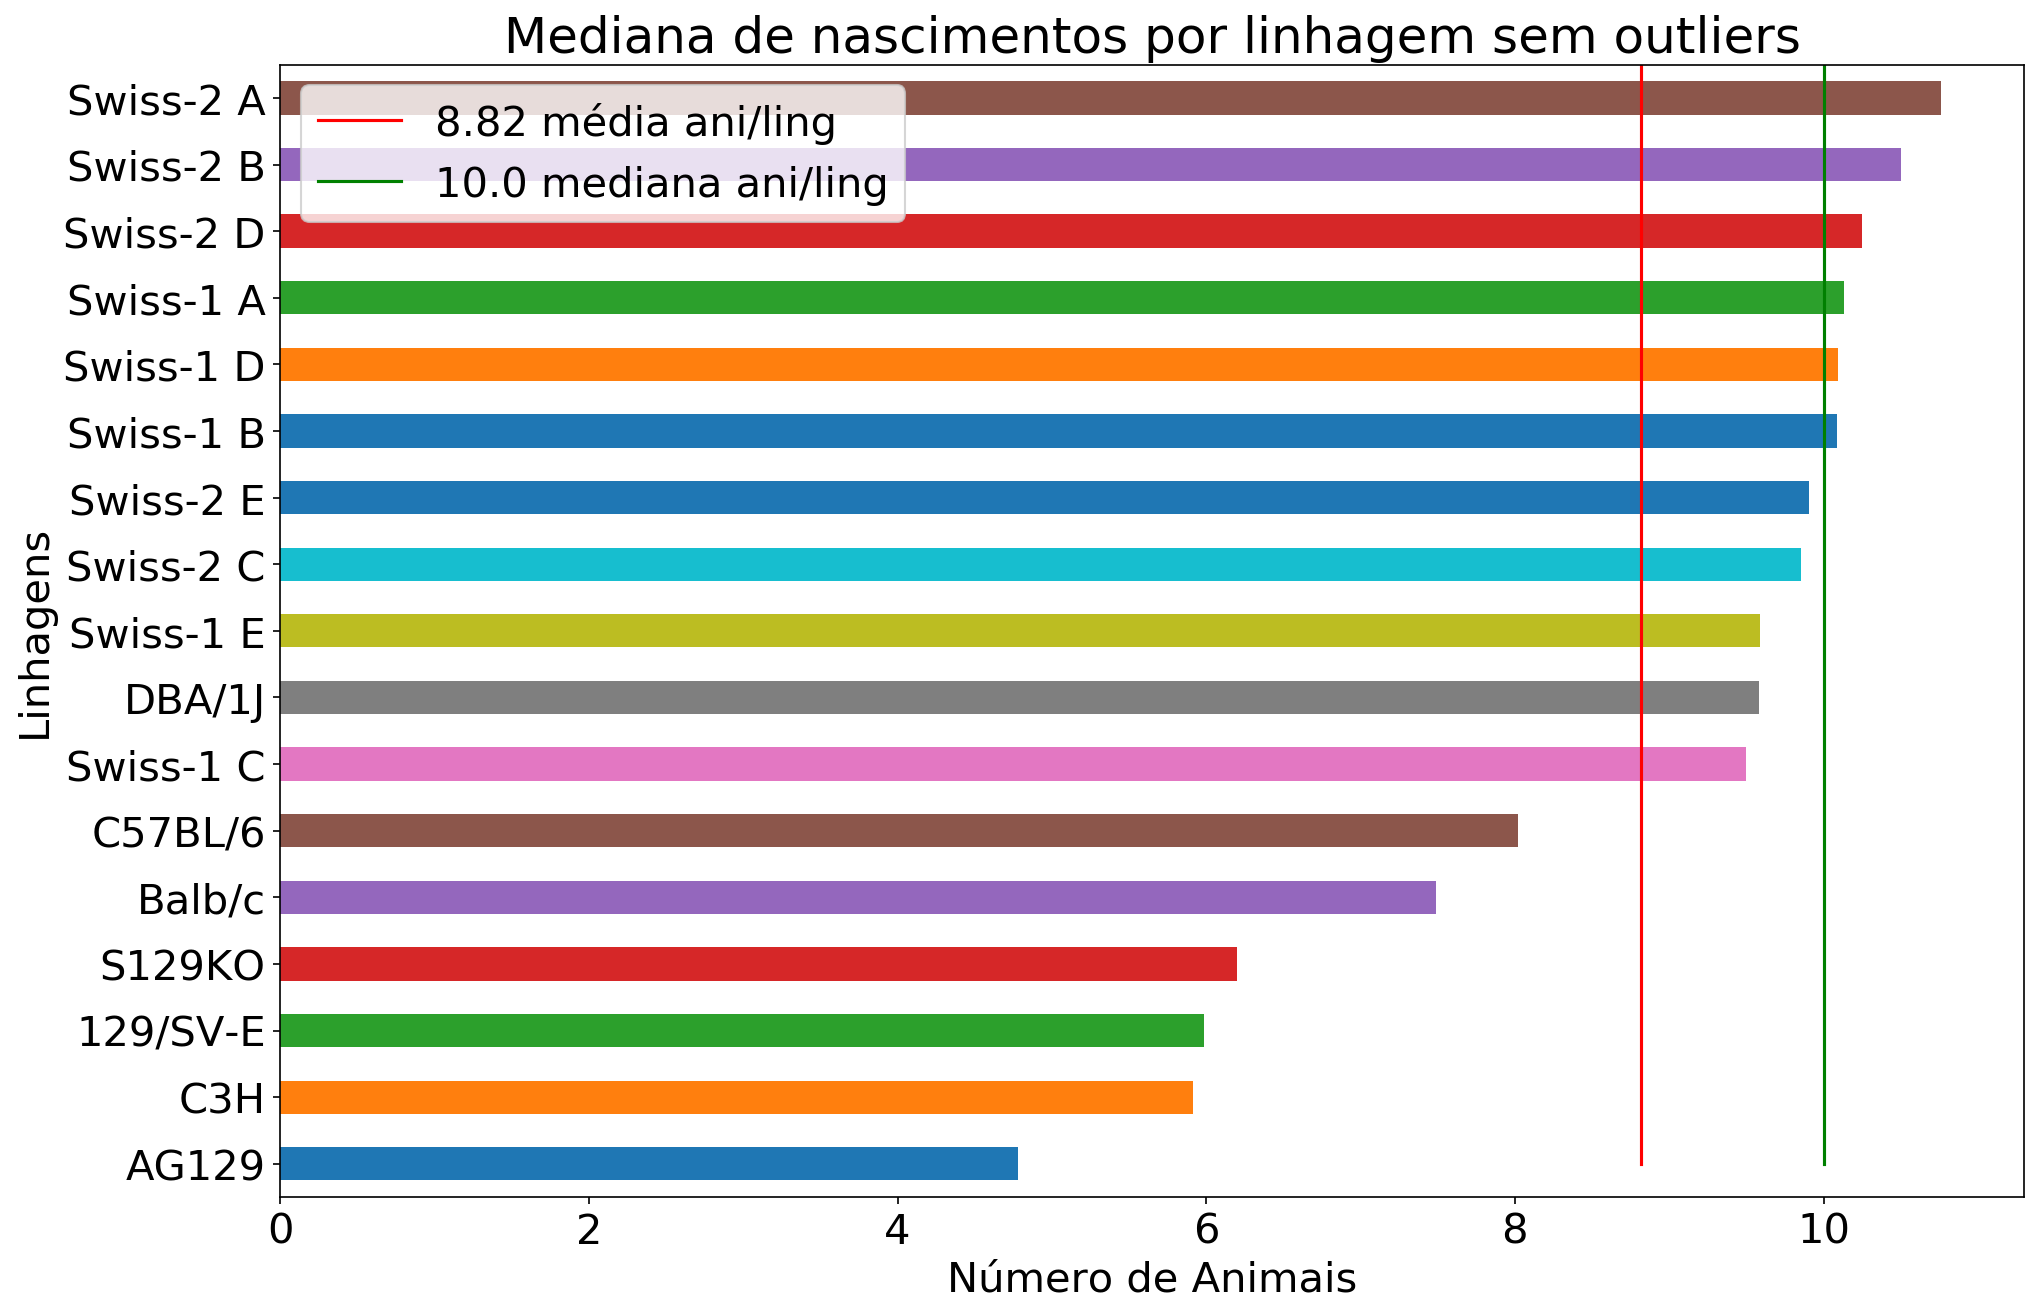 Mediana de nascimentos por linhagem sem outliers
8.82 média ani/ling
10.0 mediana ani/ling
Linhagens
Swiss-2 A
Swiss-2 B
Swiss-2 D
Swiss-1 A
Swiss-1 D
Swiss-1 B
Swiss-2 E
Swiss-2 C
Swiss-1 E
DBA/1J
Swiss-1 C
C57BL/6
Balb/c
S129KO
129/SV-E
C3H
AG129
0 2 4 6 8 10
Número de Animais